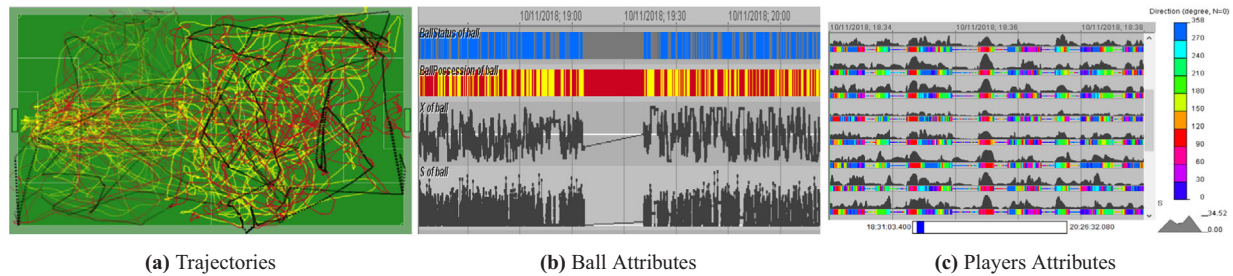 10/11/2018, 19:00 10/11/2018, 19:30 10/11/2018, 20:00
BallStatus of ball
BallPossession of ball
X of ball
S of ball
10/11/2018, 18:34 10/11/2018, 18:36 10/11/2018, 18:38
18:31:03.400 20:26:32.080
Direction (degree, N=0)
358
270
240
210
180
150
120
90
60
30
0
S
34.52
0.00
(a) Trajectories (b) Ball Attributes (c) Players Attributes